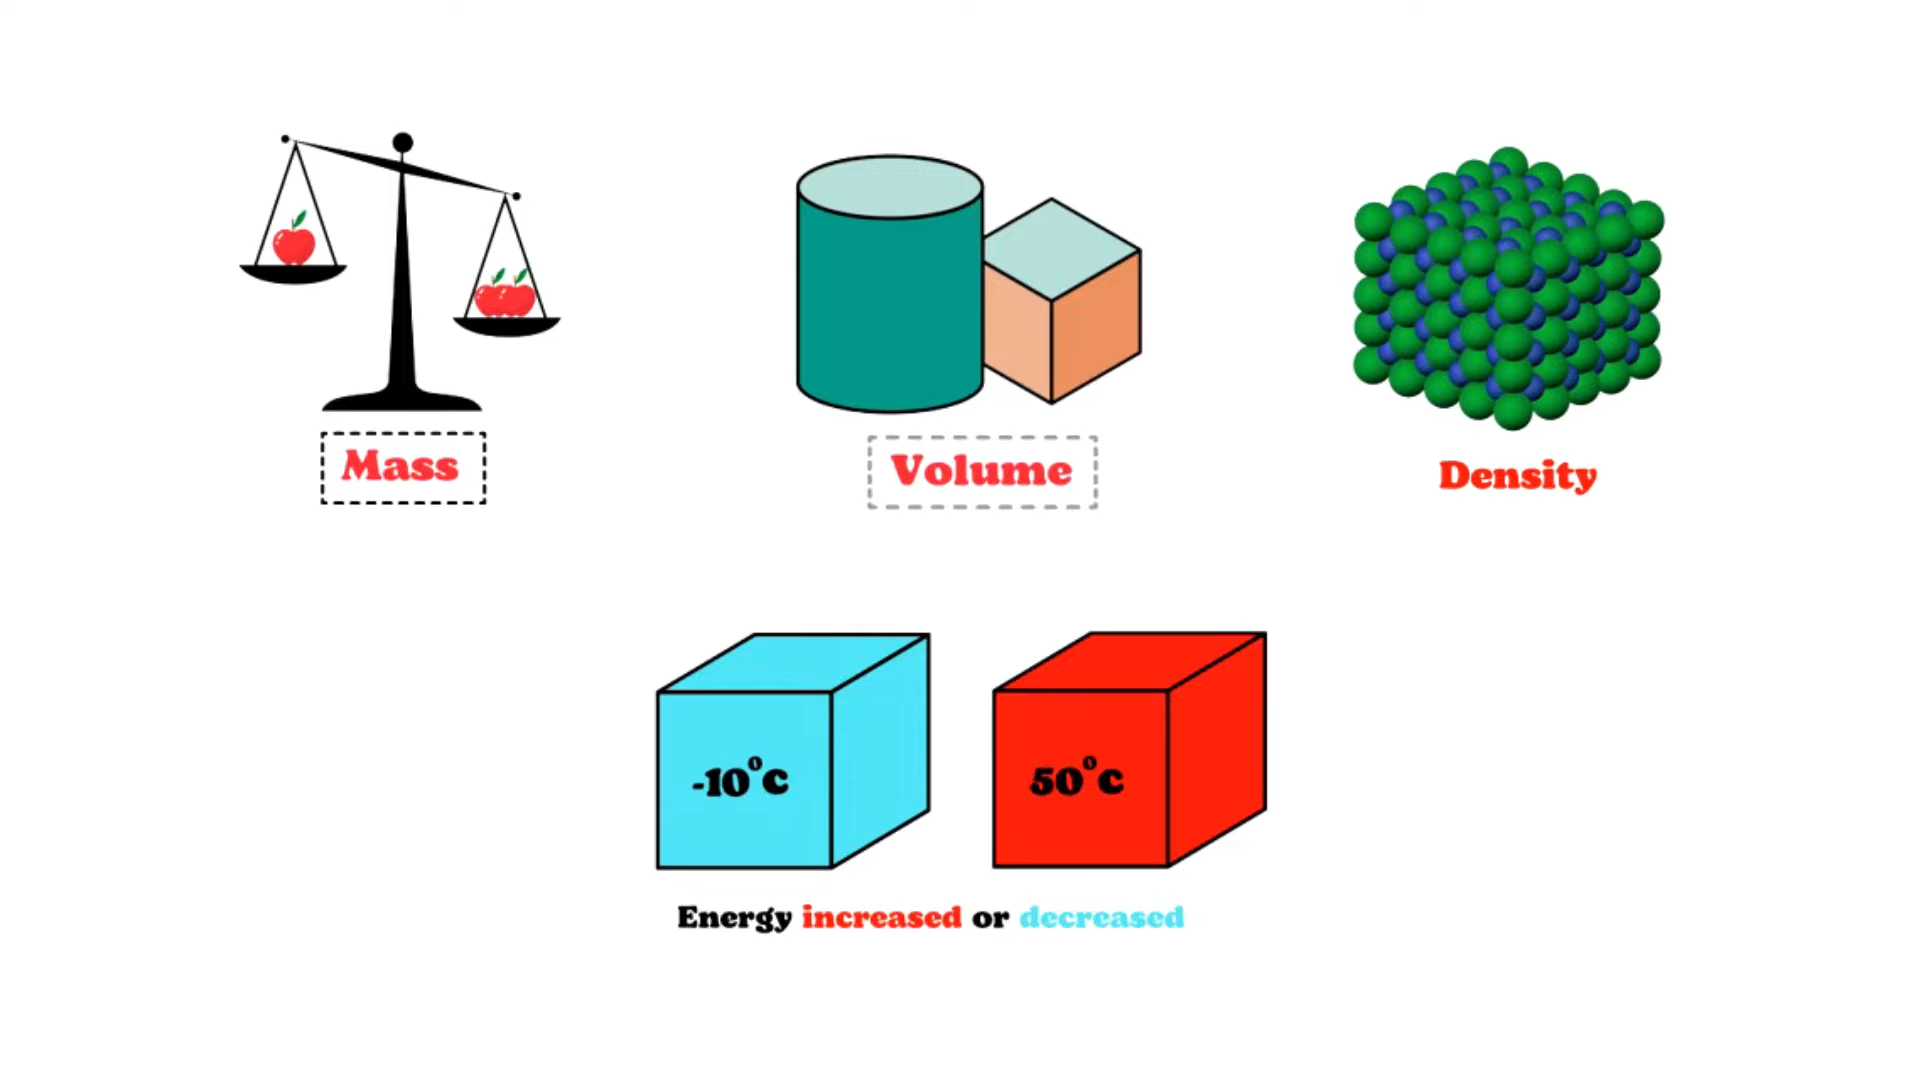 Mass
Volume
Density
-10°c
50°c
Energy increased or decreased